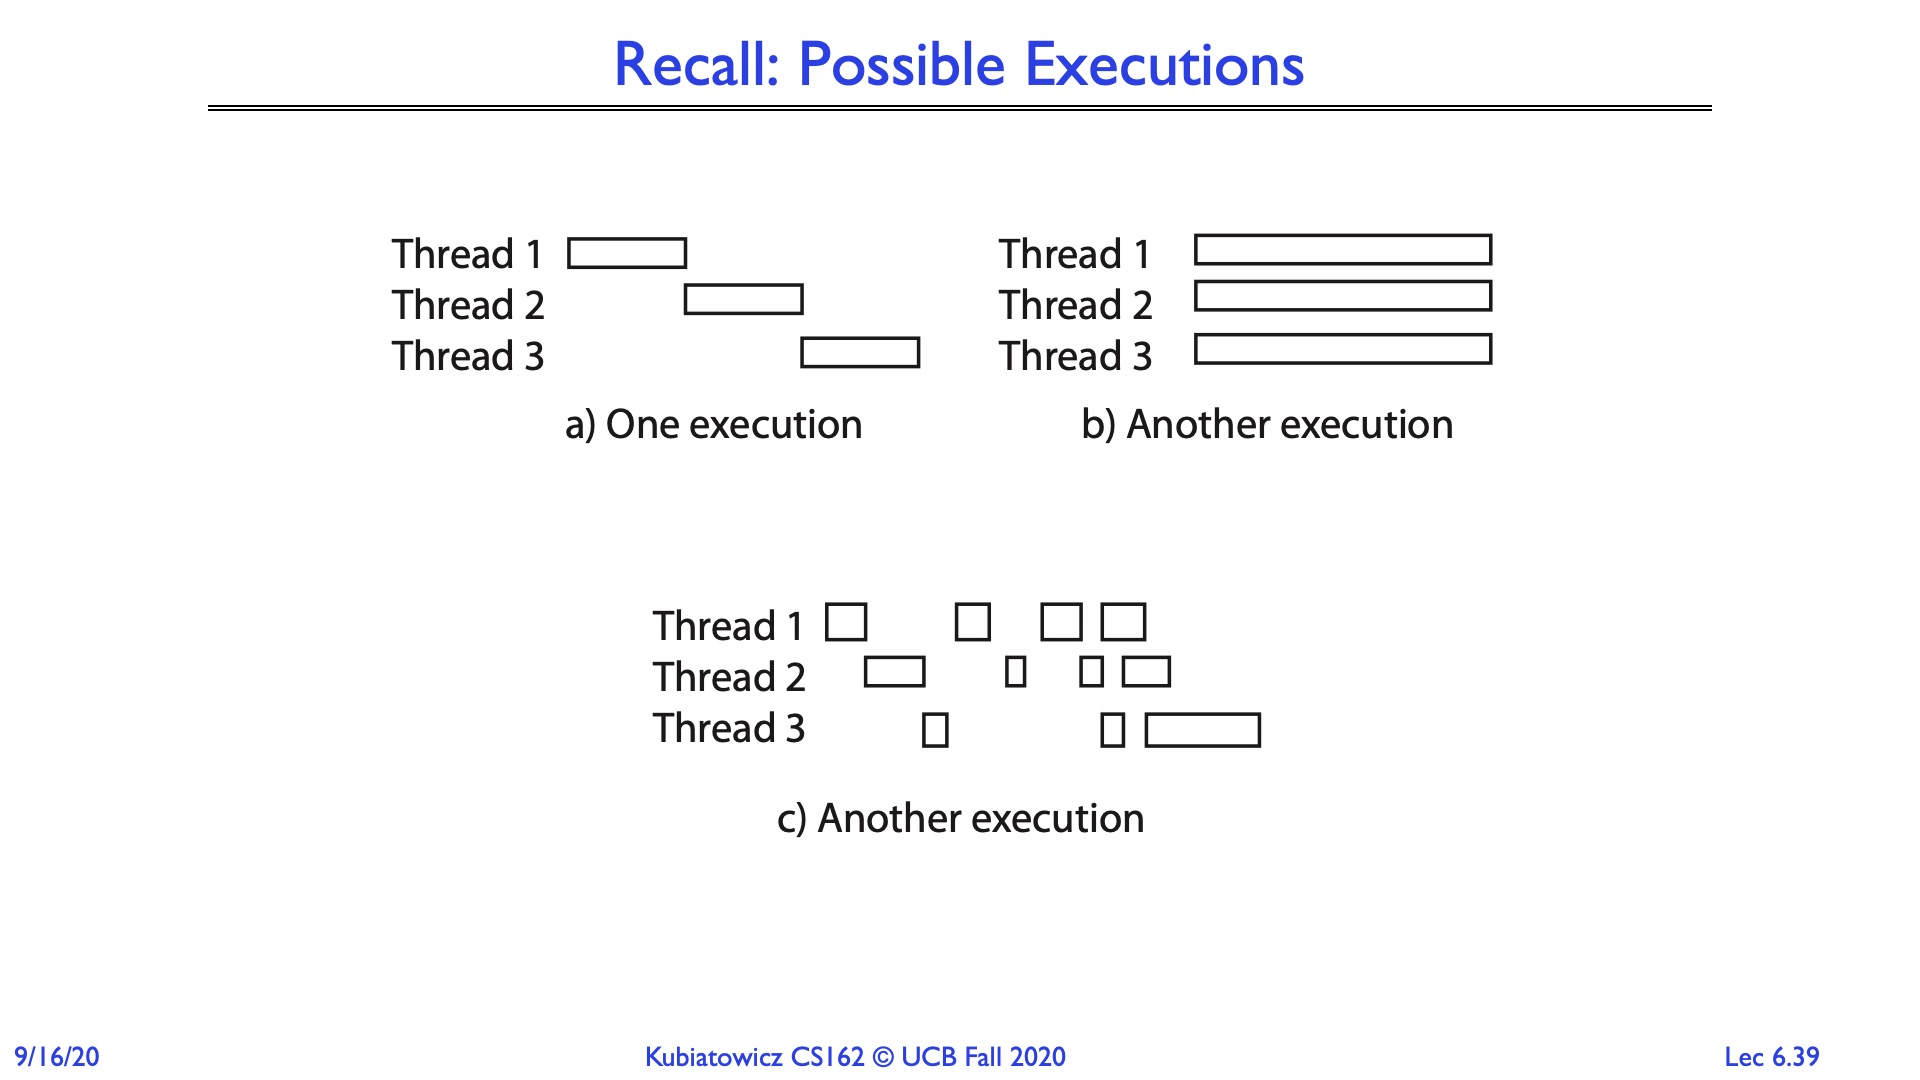 Recall: Possible Executions
Thread 1
Thread 2
Thread 3
a) One execution
Thread 1
Thread 2
Thread 3
b) Another execution
Thread 1
Thread 2
Thread 3
c) Another execution
9/16/20
Kubiatowicz CS162 © UCB Fall 2020
Lec 6.39